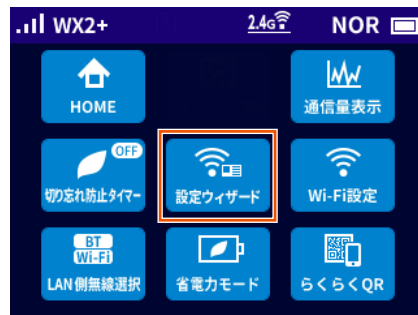 WX2+ 2.4G NOR
HOME
通信量表示
OFF
切り忘れ防止タイマー
設定ウィザード
Wi-Fi設定
BT
Wi-Fi
LAN側無線選択
省電力モード
らくらくQR